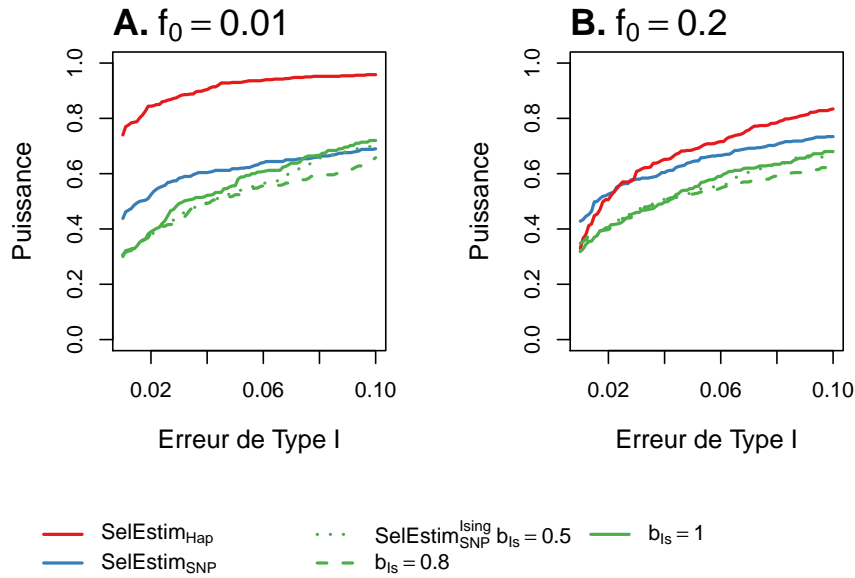 A. f0 = 0.01
Puissance
1.0
0.8
0.6
0.4
0.2
0.0
0.02
0.06
0.10
Erreur de Type I
B. f0 = 0.2
Puissance
1.0
0.8
0.6
0.4
0.2
0.0
0.02
0.06
0.10
Erreur de Type I
SelEstimHap
SelEstimSNP
SelEstimSNP Ising bIs = 0.5
bIs = 0.8
bIs = 1